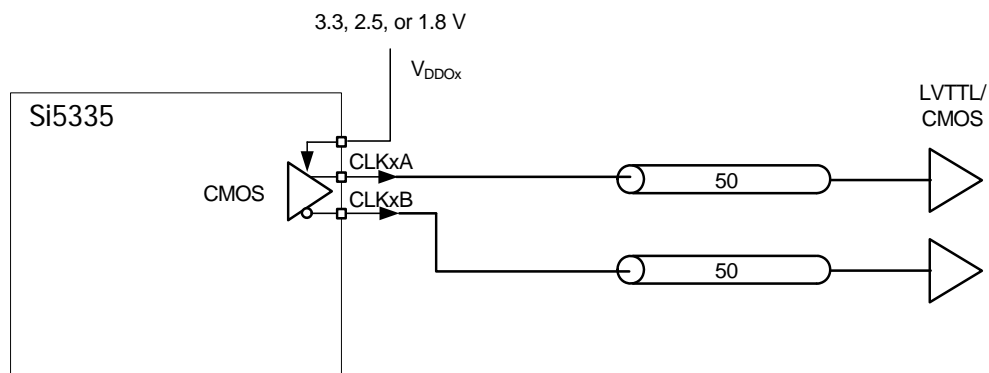 3.3, 2.5, or 1.8 V
VDDOx
Si5335
LVTTL/
CMOS
CLKxA
CMOS
50
CLKxB
50